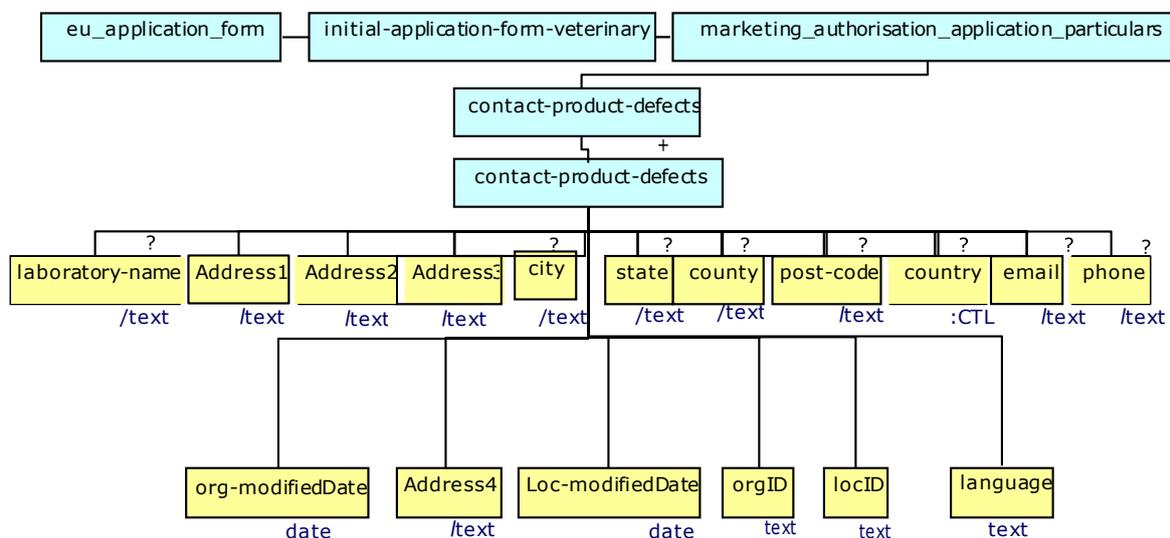 eu_application_form
initial-application-form-veterinary
marketing_authorisation_application_particulars
contact-product-defects
+
contact-product-defects
? ? ? ? ? ? ? ?
laboratory-name Address1 Address2 Address3 city state county post-code country email phone
/text /text /text /text /text /text /text /text :CTL /text /text
org-modifiedDate Address4 Loc-modifiedDate orgID locID language
date /text date text text text